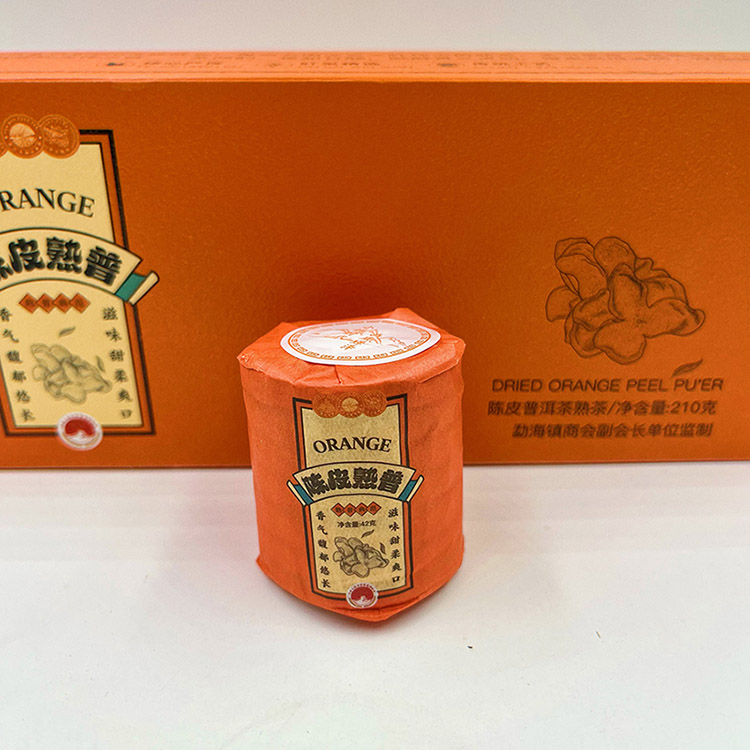 RANGE
皮熟普
香气馥郁悠长
滋味甜柔爽口
DRIED ORANGE PEEL PU'ER
陈皮普洱茶熟茶/净含量:210克
勐海镇商会副会长单位监制
ORANGE
陈皮熟普
净含量:42克
香气馥郁悠长
滋味甜柔爽口